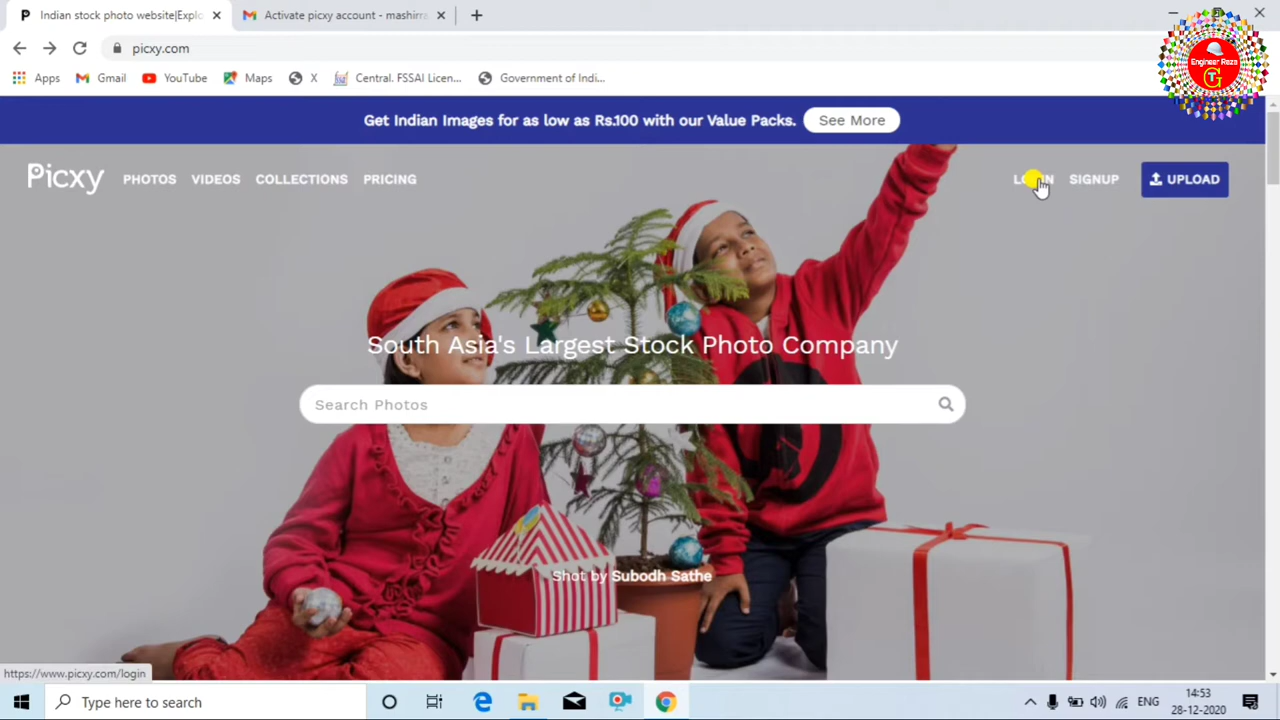 Indian stock photo website|Explo
Activate picxy account - mashirra
picxy.com
Apps
Gmail
YouTube
Maps
X
Central. FSSAI Licen...
Government of Indi...
Engineer Reza
T G
Get Indian Images for as low as Rs.100 with our Value Packs.
See More
Picxy
PHOTOS
VIDEOS
COLLECTIONS
PRICING
LOGIN
SIGNUP
UPLOAD
South Asia's Largest Stock Photo Company
Search Photos
Shot by Subodh Sathe
https://www.picxy.com/login
Type here to search
ENG
14:53
28-12-2020